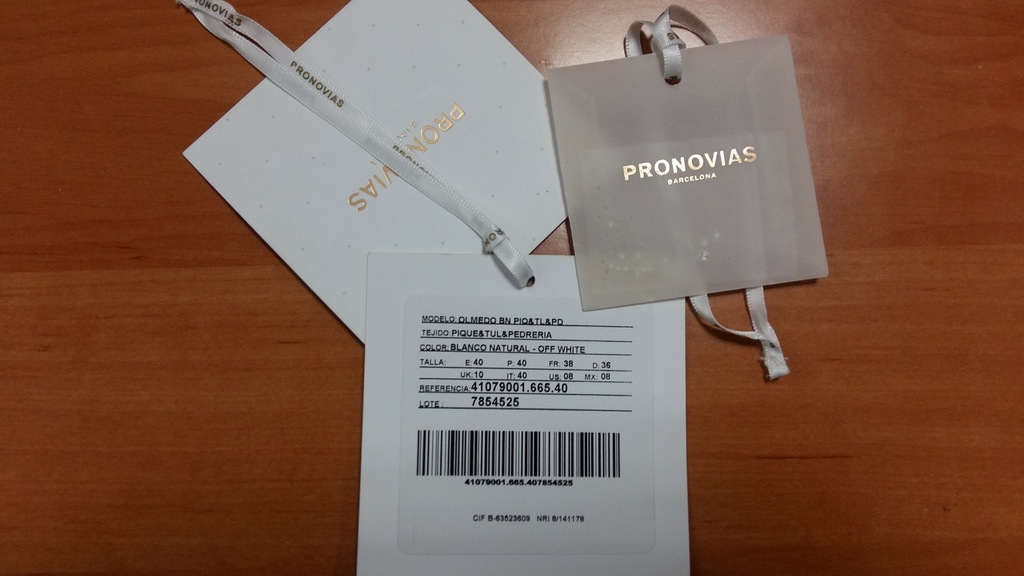 PRONOVIAS
PRONOVIAS
PRONOVIAS
BARCELONA
PRONOVIAS
MODELO: OLMEDO BN PIQ&TL&PD
TEJIDO: PIQUE&TUL&PEDRERIA
COLOR: BLANCO NATURAL - OFF WHITE
TALLA: E: 40 P: 40 FR: 38 D: 36
UK: 10 IT: 40 US: 08 MX: 08
REFERENCIA: 41079001.665.40
LOTE : 7854525
41079001.665.407854525
CIF B-63523609 NRI 8/141178